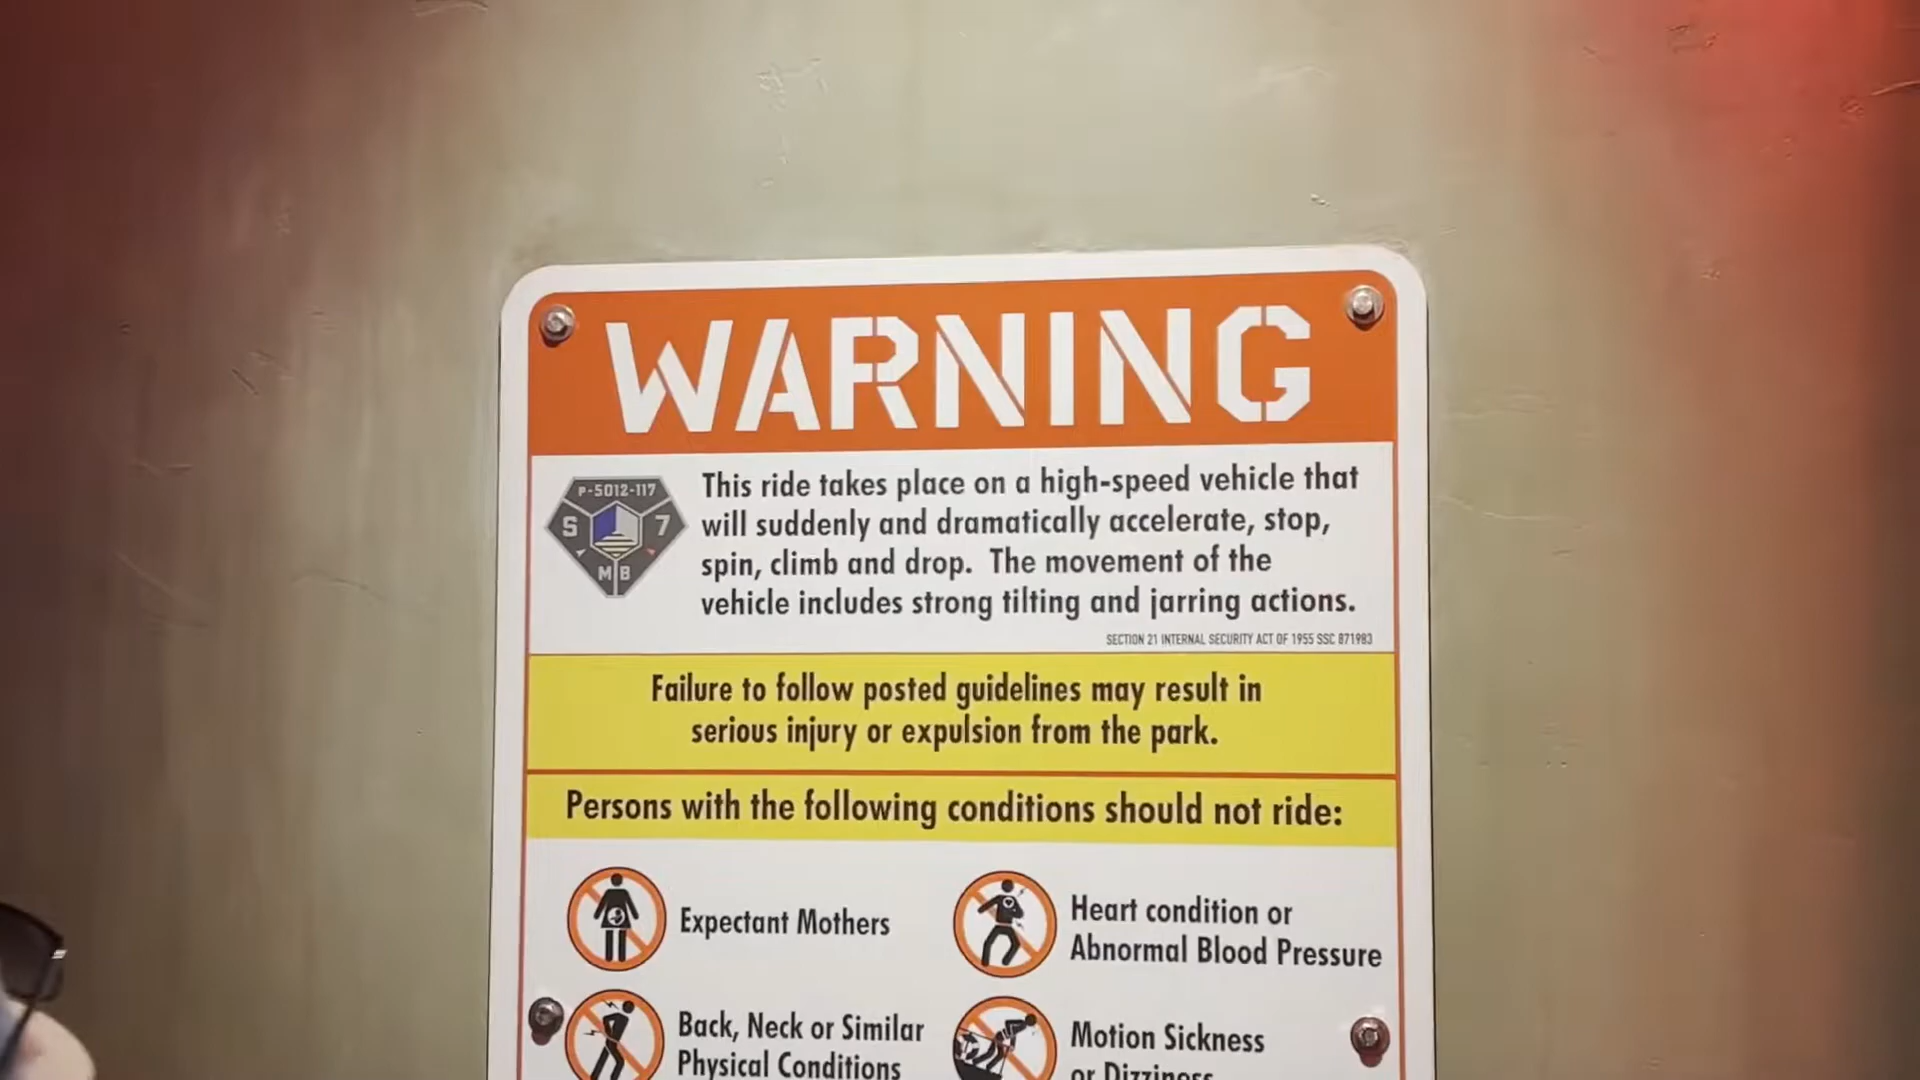 WARNING
P-5012-117
S 7
M B
This ride takes place on a high-speed vehicle that
will suddenly and dramatically accelerate, stop,
spin, climb and drop. The movement of the
vehicle includes strong tilting and jarring actions.
SECTION 21 INTERNAL SECURITY ACT OF 1955 SSC 871983
Failure to follow posted guidelines may result in
serious injury or expulsion from the park.
Persons with the following conditions should not ride:
Expectant Mothers
Heart condition or
Abnormal Blood Pressure
Back, Neck or Similar
Physical Conditions
Motion Sickness
or Dizziness